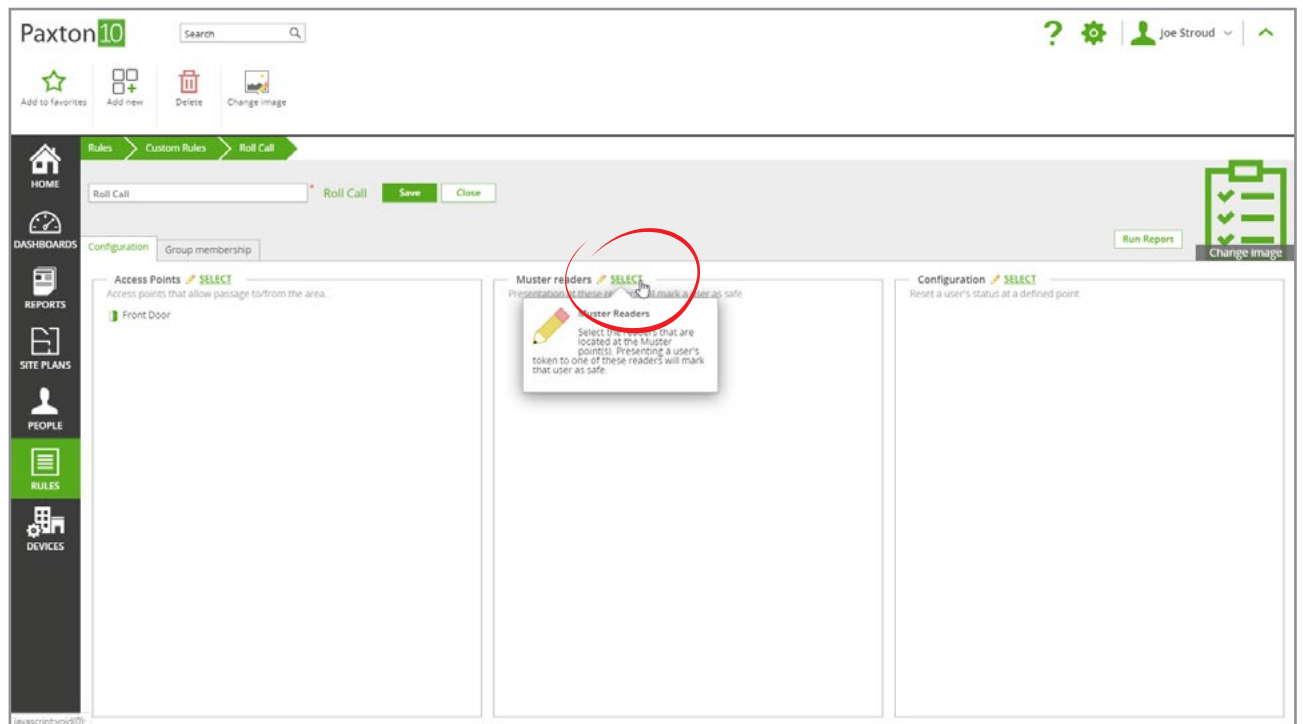 Paxton10
Search
Joe Stroud
Add to favorites
Add new
Delete
Change image
Rules
Custom Rules
Roll Call
HOME
Roll Call * Roll Call Save Close
DASHBOARDS
Configuration
Group membership
Run Report
Change image
Access Points SELECT
Access points that allow passage to/from the area...
Front Door
Muster readers SELECT
Presentation at these mark a user as safe
Muster Readers
Select the readers that are
located at the Muster
point(s). Presenting a user's
token to one of these readers will mark
that user as safe.
Configuration SELECT
Reset a user's status at a defined point
REPORTS
SITE PLANS
PEOPLE
RULES
DEVICES
javascript:void(0);